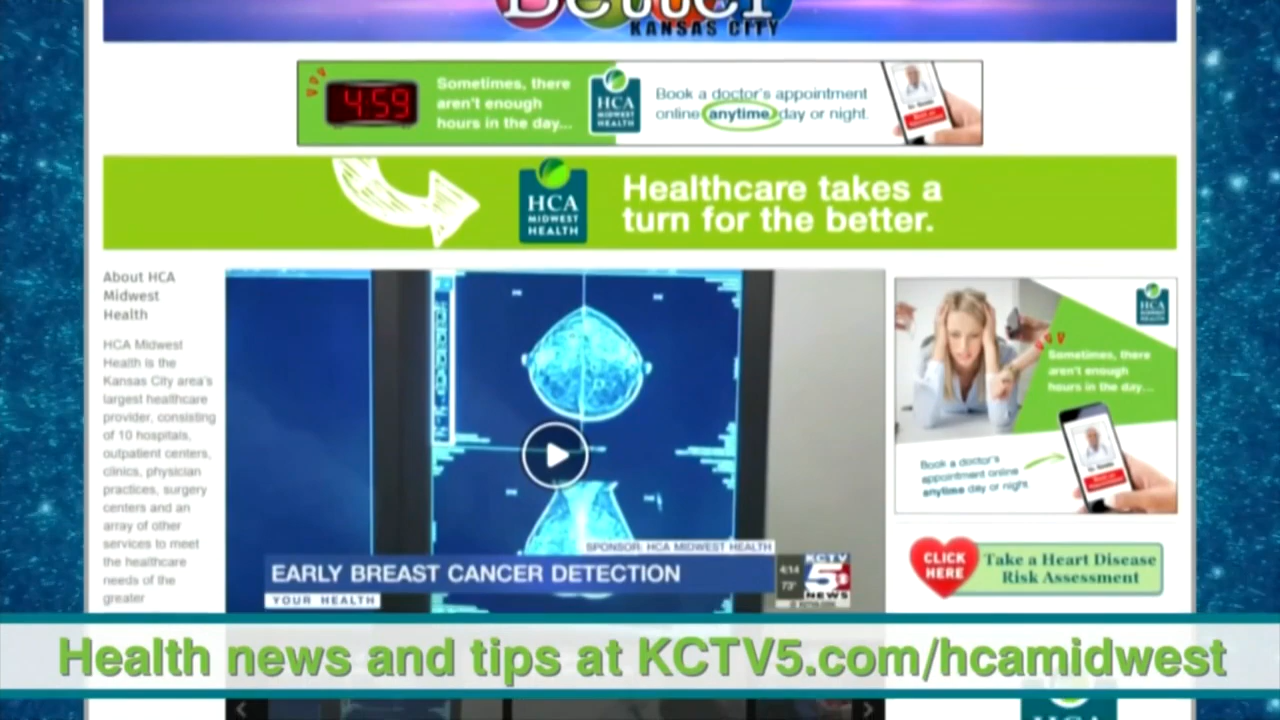 Better
KANSAS CITY
4:59
Sometimes, there
aren't enough
hours in the day...
HCA
MIDWEST
HEALTH
Book a doctor's appointment
online anytime day or night.
HCA
MIDWEST
HEALTH
Healthcare takes a
turn for the better.
About HCA
Midwest
Health
HCA Midwest
Health is the
Kansas City area's
largest healthcare
provider, consisting
of 10 hospitals,
outpatient centers,
clinics, physician
practices, surgery
centers and an
array of other
services to meet
the healthcare
needs of the
greater
SPONSOR: HCA MIDWEST HEALTH
EARLY BREAST CANCER DETECTION
YOUR HEALTH
4:14
73°
KCTV
5
NEWS
HCA
MIDWEST
HEALTH
Sometimes, there
aren't enough
hours in the day...
Book a doctor's
appointment online
anytime day or night.
CLICK
HERE
Take a Heart Disease
Risk Assessment
Health news and tips at KCTV5.com/hcamidwest
HCA